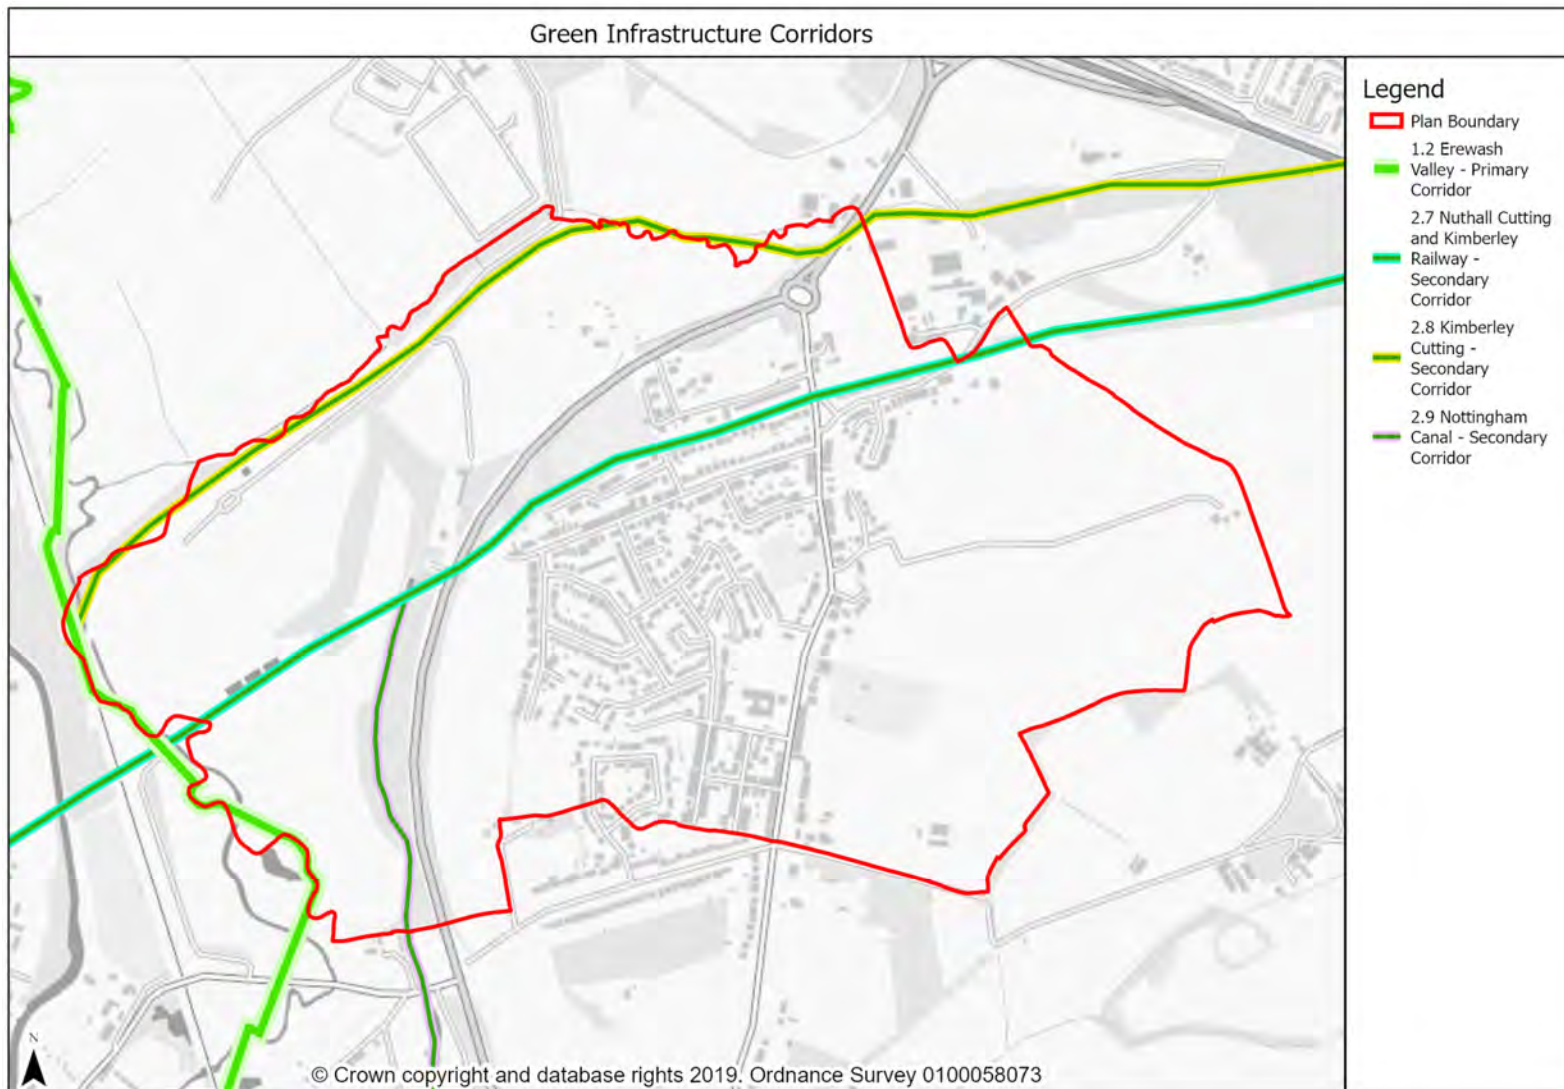 Green Infrastructure Corridors
Legend
Plan Boundary
1.2 Erewash
Valley - Primary
Corridor
2.7 Nuthall Cutting
and Kimberley
Railway -
Secondary
Corridor
2.8 Kimberley
Cutting -
Secondary
Corridor
2.9 Nottingham
Canal - Secondary
Corridor
N
© Crown copyright and database rights 2019. Ordnance Survey 0100058073